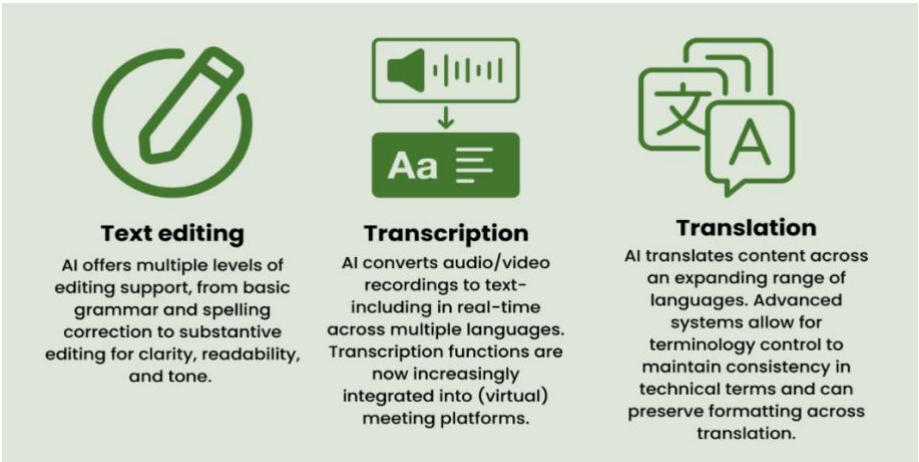 Text editing
AI offers multiple levels of
editing support, from basic
grammar and spelling
correction to substantive
editing for clarity, readability,
and tone.
Aa
Transcription
AI converts audio/video
recordings to text-
including in real-time
across multiple languages.
Transcription functions are
now increasingly
integrated into (virtual)
meeting platforms.
文
A
Translation
AI translates content across
an expanding range of
languages. Advanced
systems allow for
terminology control to
maintain consistency in
technical terms and can
preserve formatting across
translation.